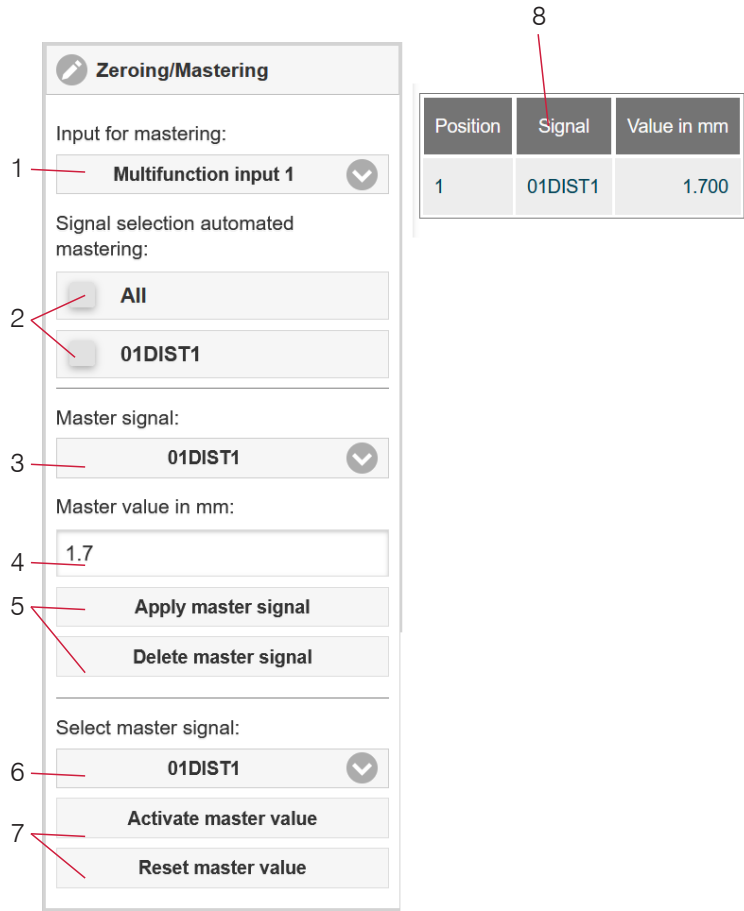 8
Zeroing/Mastering
Position Signal Value in mm
1 01DIST1 1.700
Input for mastering:
1 Multifunction input 1
Signal selection automated
mastering:
All
2
01DIST1
Master signal:
3 01DIST1
Master value in mm:
4 1.7
5 Apply master signal
Delete master signal
Select master signal:
6 01DIST1
Activate master value
7
Reset master value